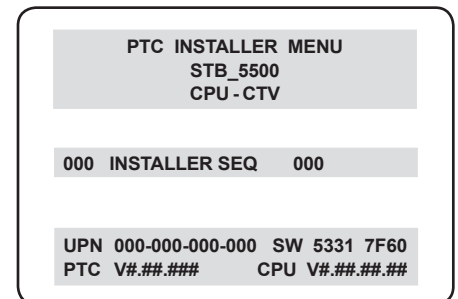 PTC INSTALLER MENU
STB_5500
CPU - CTV
000 INSTALLER SEQ 000
UPN 000-000-000-000 SW 5331 7F60
PTC V#.##.### CPU V#.##.##.##